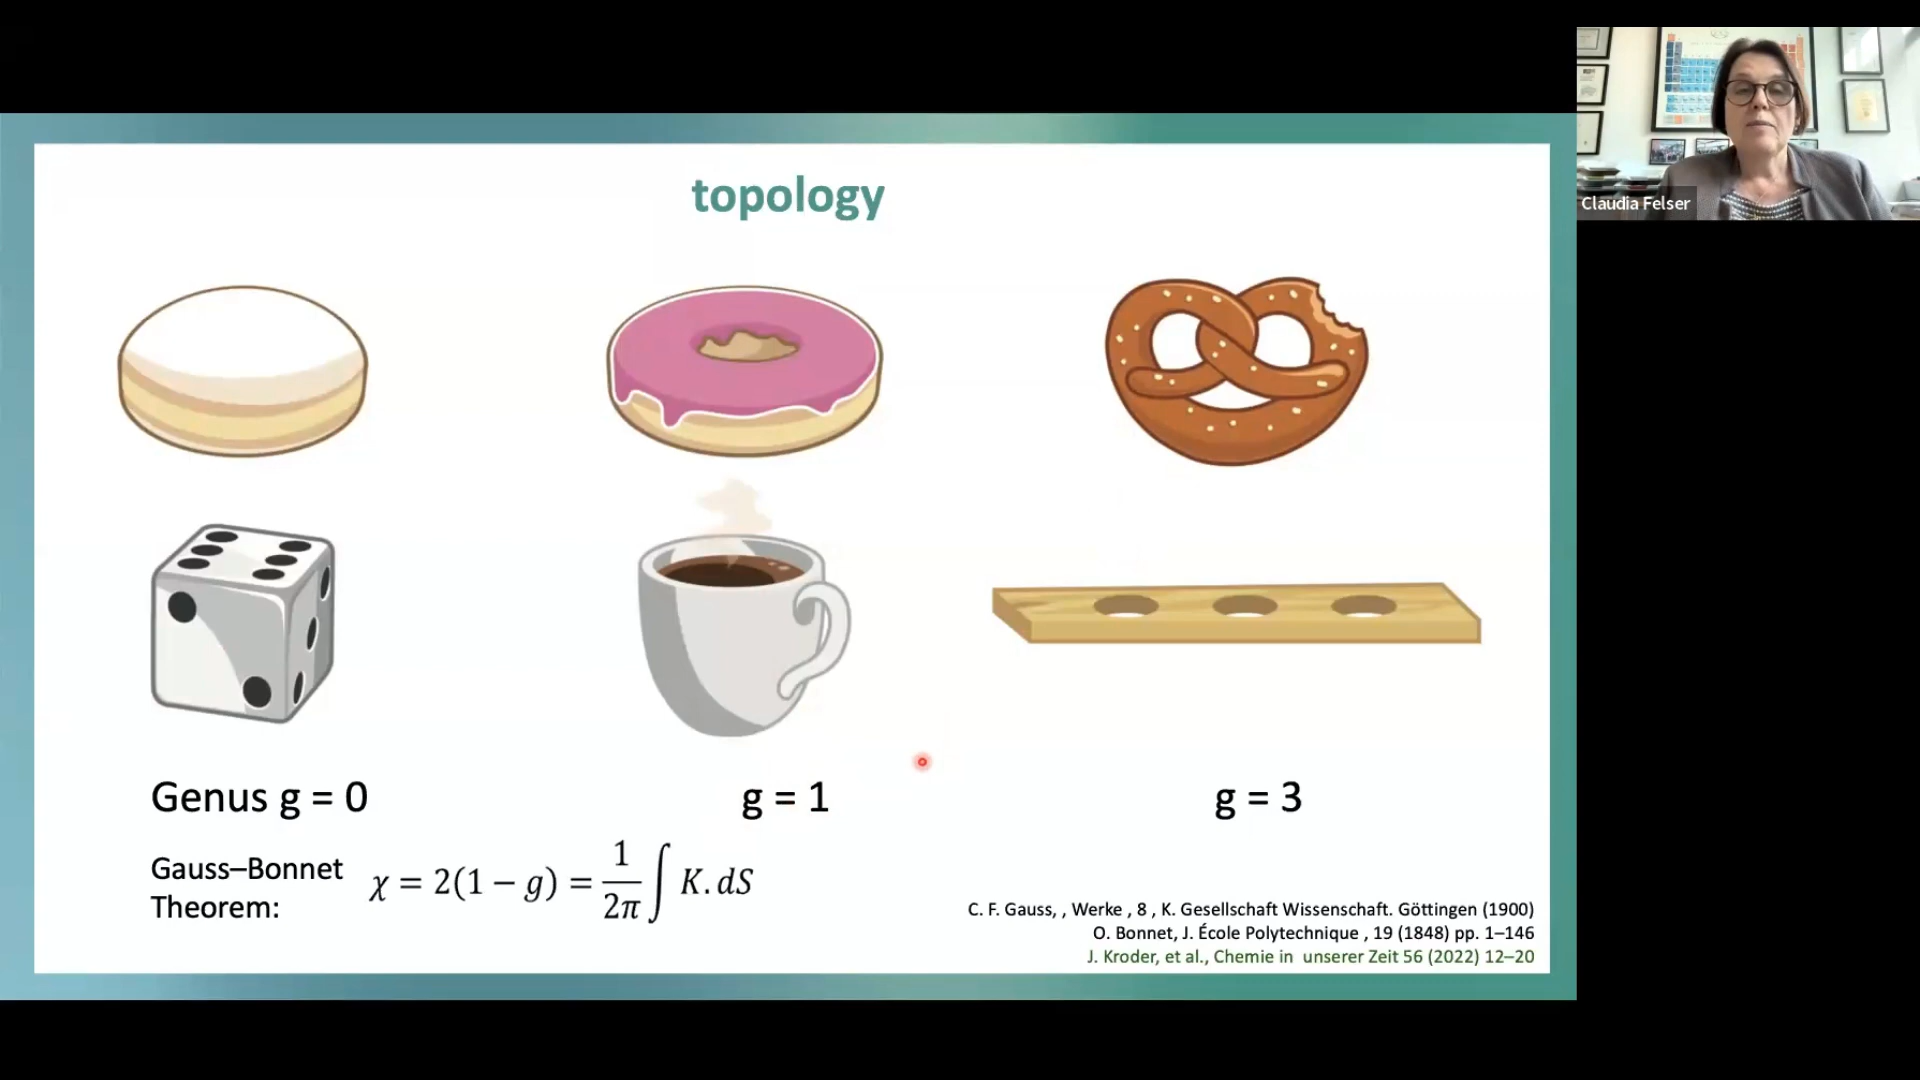 Claudia Felser
topology
Genus g = 0
g = 1
g = 3
Gauss–Bonnet
Theorem:
χ = 2(1 − g) = 1/2π ∫ K. dS
C. F. Gauss, , Werke , 8 , K. Gesellschaft Wissenschaft. Göttingen (1900)
O. Bonnet, J. École Polytechnique , 19 (1848) pp. 1–146
J. Kroder, et al., Chemie in unserer Zeit 56 (2022) 12–20